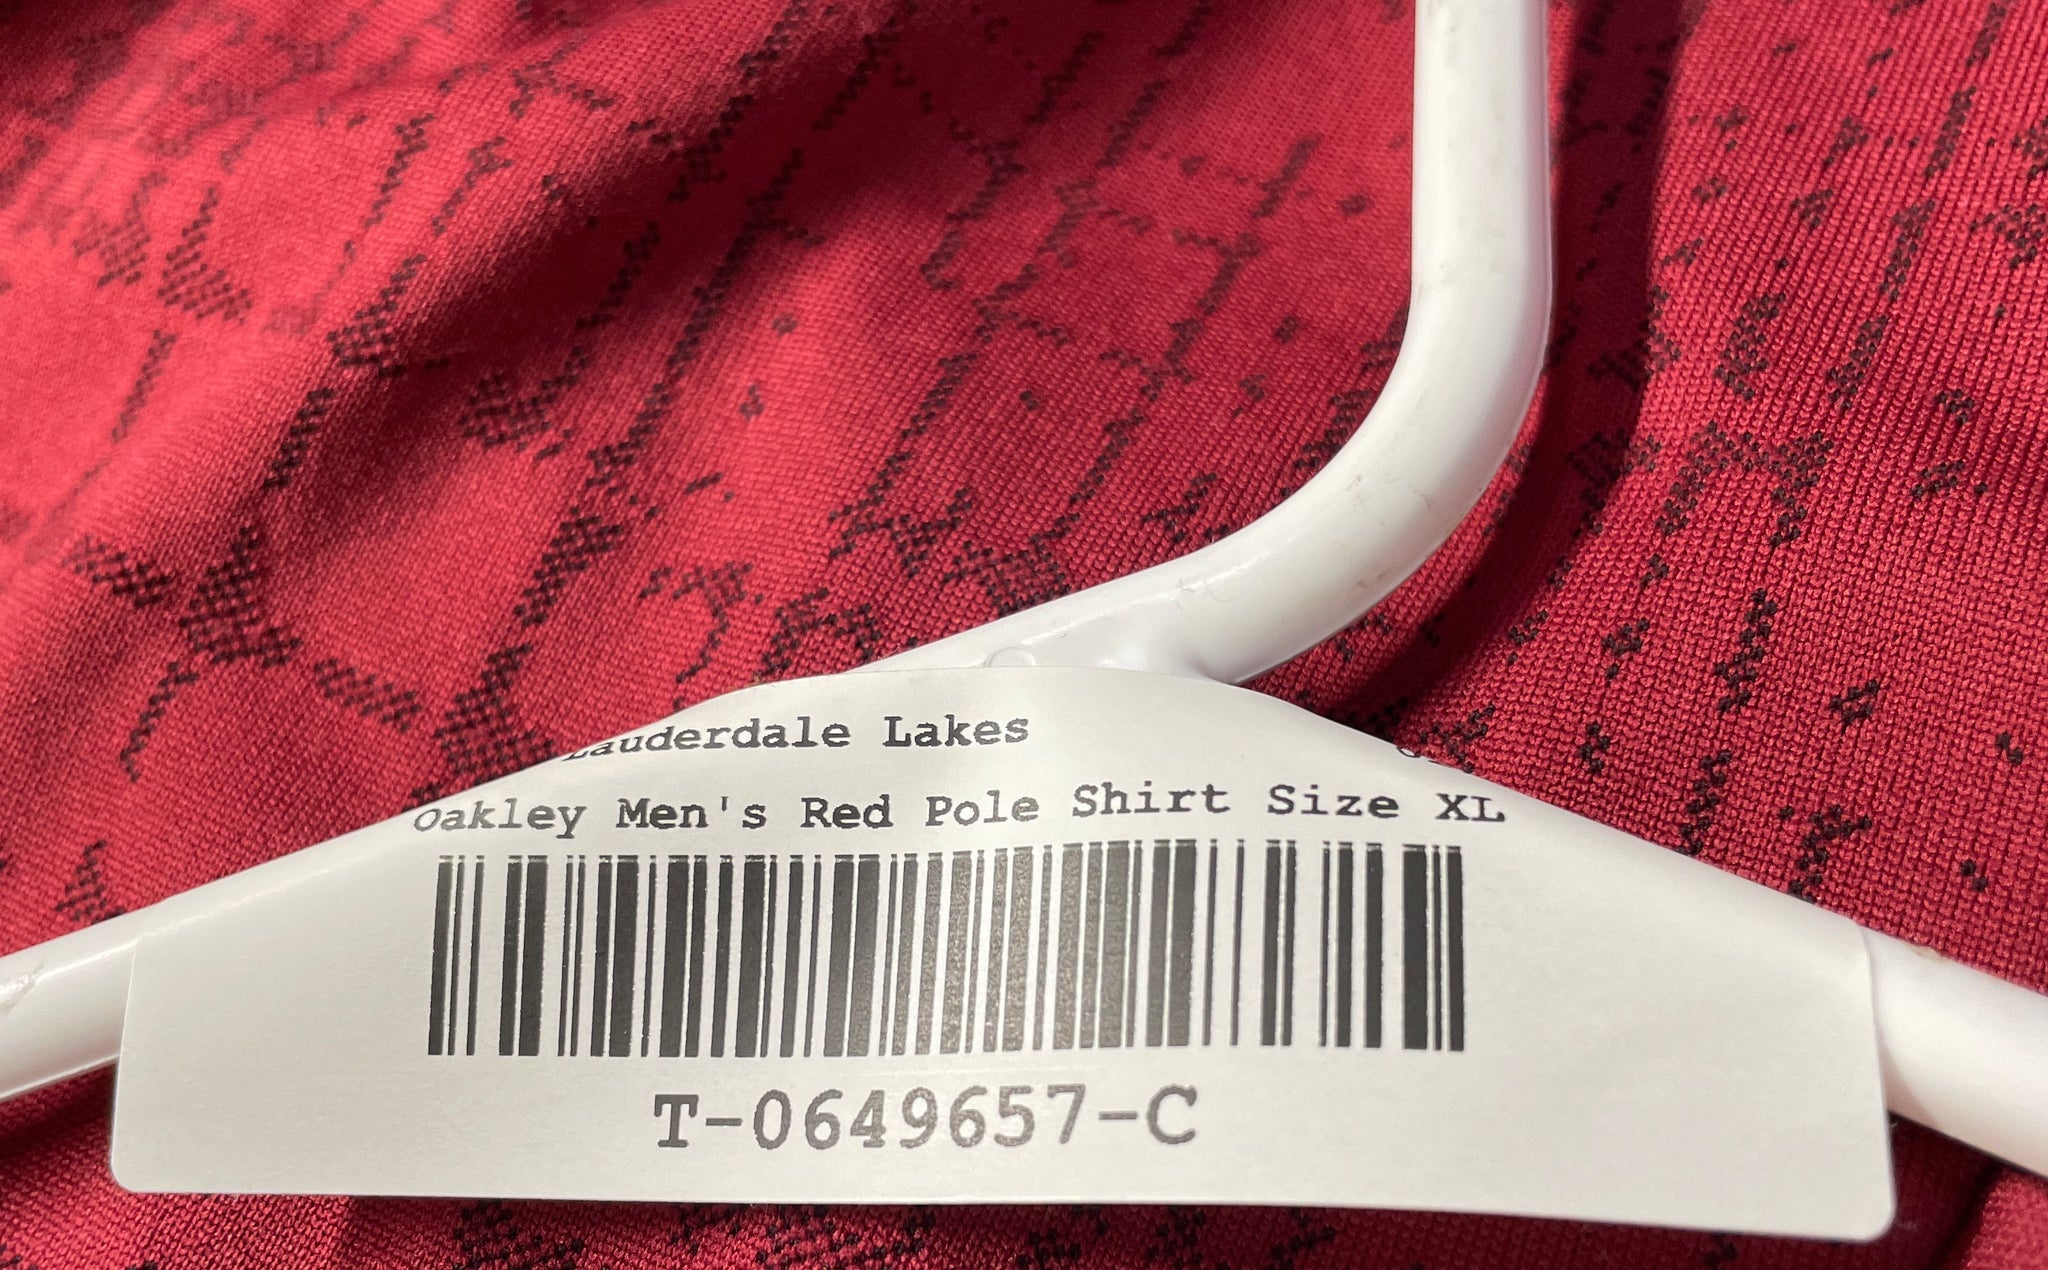 Lauderdale Lakes
Oakley Men's Red Pole Shirt Size XL
T-0649657-C